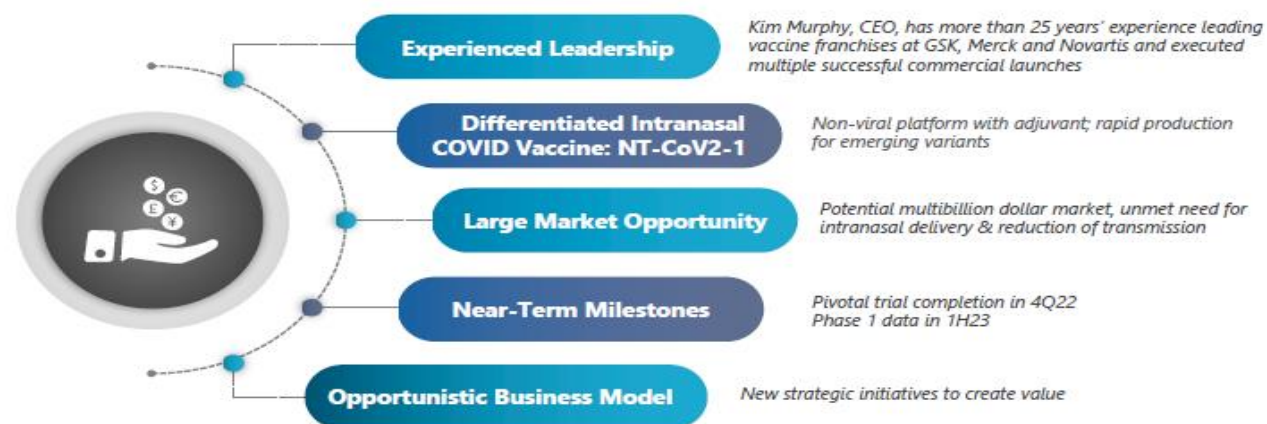 Experienced Leadership
Kim Murphy, CEO, has more than 25 years' experience leading
vaccine franchises at GSK, Merck and Novartis and executed
multiple successful commercial launches
Differentiated Intranasal
COVID Vaccine: NT-CoV2-1
Non-viral platform with adjuvant; rapid production
for emerging variants
$
€
£
¥
Large Market Opportunity
Potential multibillion dollar market, unmet need for
intranasal delivery & reduction of transmission
Near-Term Milestones
Pivotal trial completion in 4Q22
Phase 1 data in 1H23
Opportunistic Business Model
New strategic initiatives to create value